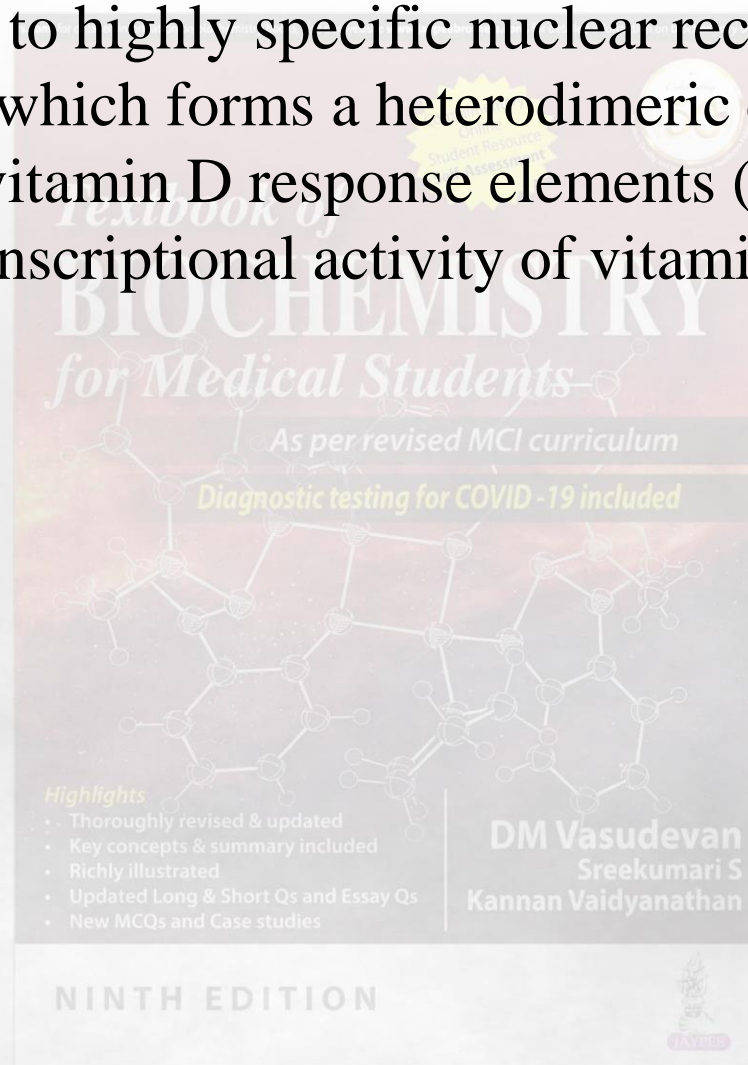 to highly specific nuclear rec
which forms a heterodimeric
vitamin D response elements (
nscriptional activity of vitami
Online
Student Resource
Self Assessment
Textbook of
BIOCHEMISTRY
for Medical Students
As per revised MCI curriculum
Diagnostic testing for COVID -19 included
Highlights
• Thoroughly revised & updated
• Key concepts & summary included
• Richly illustrated
• Updated Long & Short Qs and Essay Qs
• New MCQs and Case studies
DM Vasudevan
Sreekumari S
Kannan Vaidyanathan
NINTH EDITION
JAYPEE